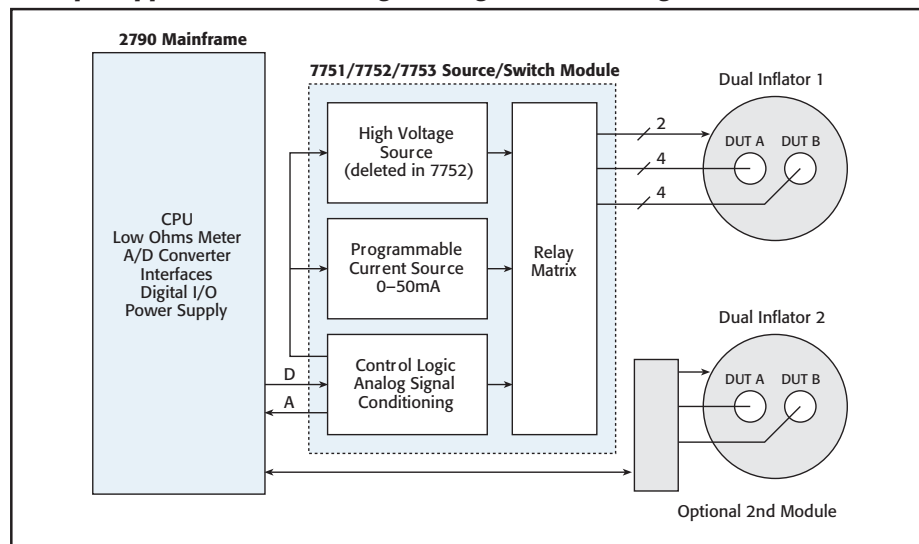 2790 Mainframe
CPU
Low Ohms Meter
A/D Converter
Interfaces
Digital I/O
Power Supply
7751/7752/7753 Source/Switch Module
High Voltage
Source
(deleted in 7752)
Programmable
Current Source
0–50mA
Control Logic
Analog Signal
Conditioning
D
A
Relay
Matrix
2
4
4
Dual Inflator 1
DUT A DUT B
Dual Inflator 2
DUT A DUT B
Optional 2nd Module